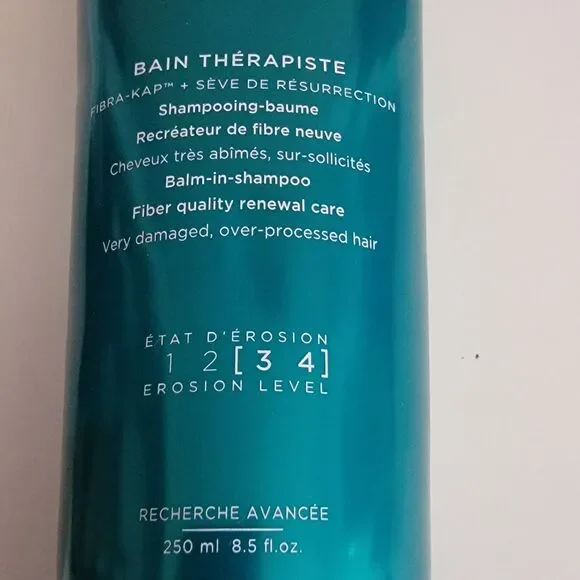 BAIN THÉRAPISTE
FIBRA-KAP™ + SÈVE DE RÉSURRECTION
Shampooing-baume
Recréateur de fibre neuve
Cheveux très abîmés, sur-sollicités
Balm-in-shampoo
Fiber quality renewal care
Very damaged, over-processed hair
ÉTAT D'ÉROSION
1 2 [3 4]
EROSION LEVEL
RECHERCHE AVANCÉE
250 ml 8.5 fl.oz.